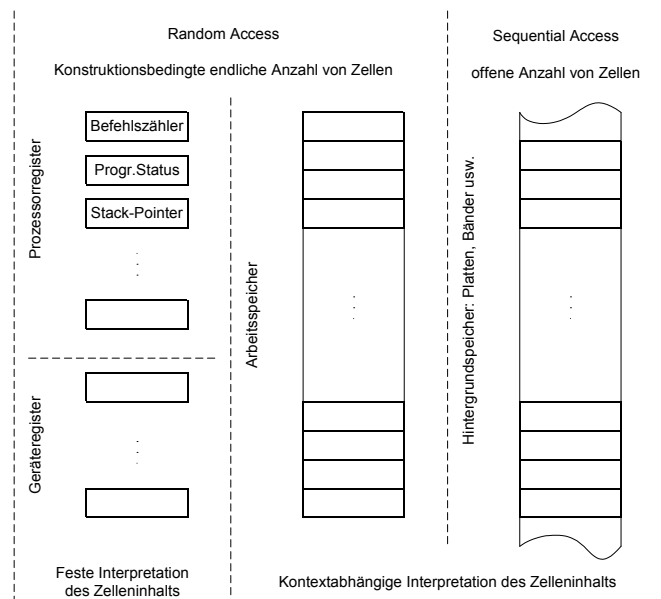 Random Access
Sequential Access
Konstruktionsbedingte endliche Anzahl von Zellen
offene Anzahl von Zellen
Prozessorregister
Befehlszähler
Progr.Status
Stack-Pointer
Geräteregister
Arbeitsspeicher
Hintergrundspeicher: Platten, Bänder usw.
Feste Interpretation
des Zelleninhalts
Kontextabhängige Interpretation des Zelleninhalts